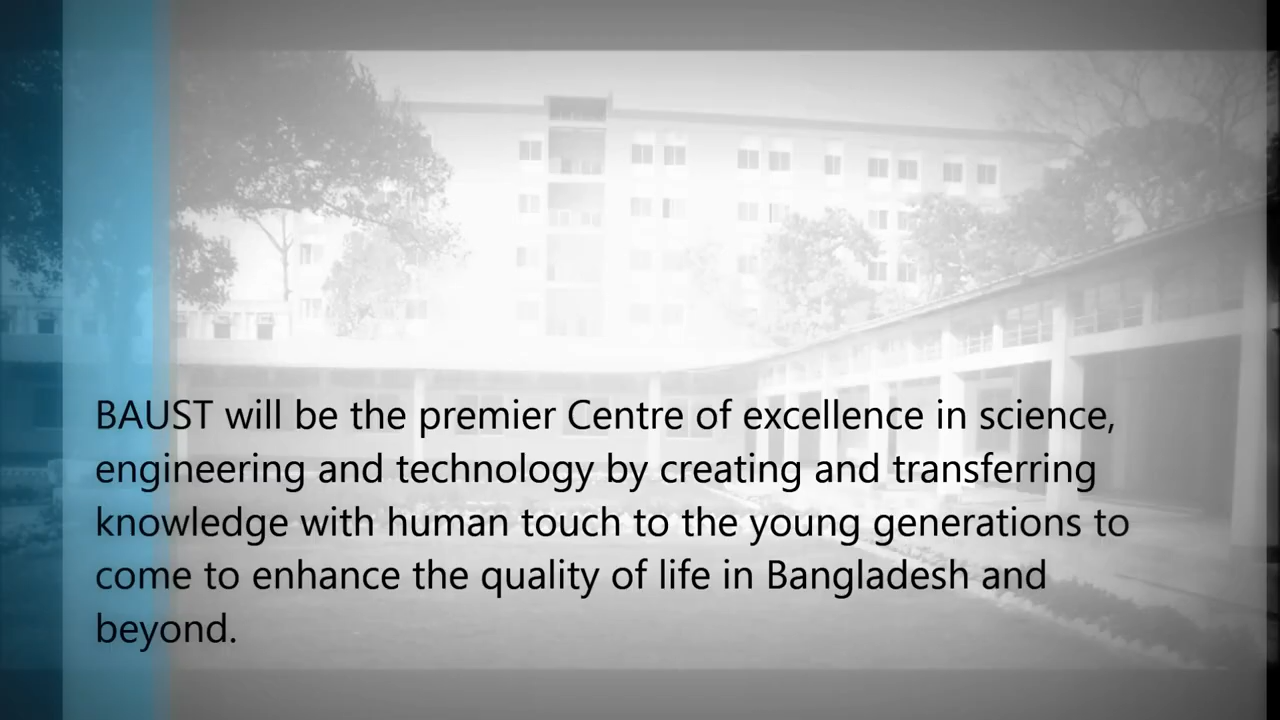 BAUST will be the premier Centre of excellence in science,
engineering and technology by creating and transferring
knowledge with human touch to the young generations to
come to enhance the quality of life in Bangladesh and
beyond.